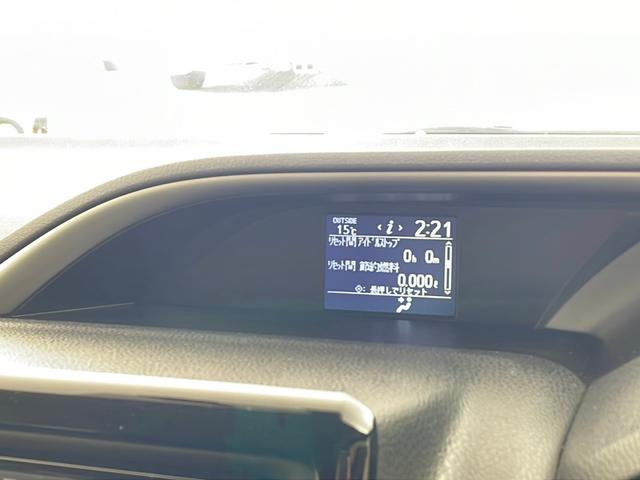 OUTSIDE
15℃ < i > 2:21
リセット間 アイドルストップ
0h 0m
リセット間 節約燃料
0.000ℓ
⊙: 長押しでリセット